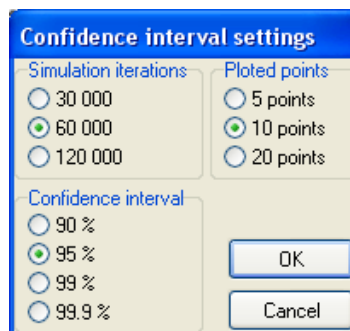 Confidence interval settings
Simulation iterations
30 000
60 000
120 000
Ploted points
5 points
10 points
20 points
Confidence interval
90 %
95 %
99 %
99.9 %
OK
Cancel